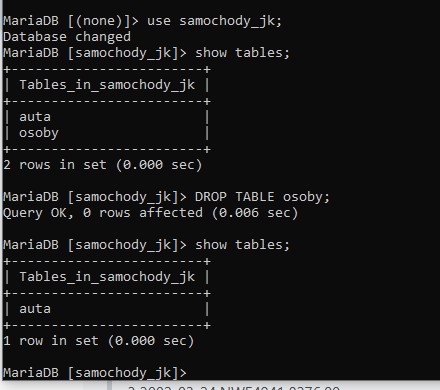 MariaDB [(none)]> use samochody_jk;
Database changed
MariaDB [samochody_jk]> show tables;
+------------------------+
| Tables_in_samochody_jk |
+------------------------+
| auta                   |
| osoby                  |
+------------------------+
2 rows in set (0.000 sec)

MariaDB [samochody_jk]> DROP TABLE osoby;
Query OK, 0 rows affected (0.006 sec)

MariaDB [samochody_jk]> show tables;
+------------------------+
| Tables_in_samochody_jk |
+------------------------+
| auta                   |
+------------------------+
1 row in set (0.000 sec)

MariaDB [samochody_jk]>